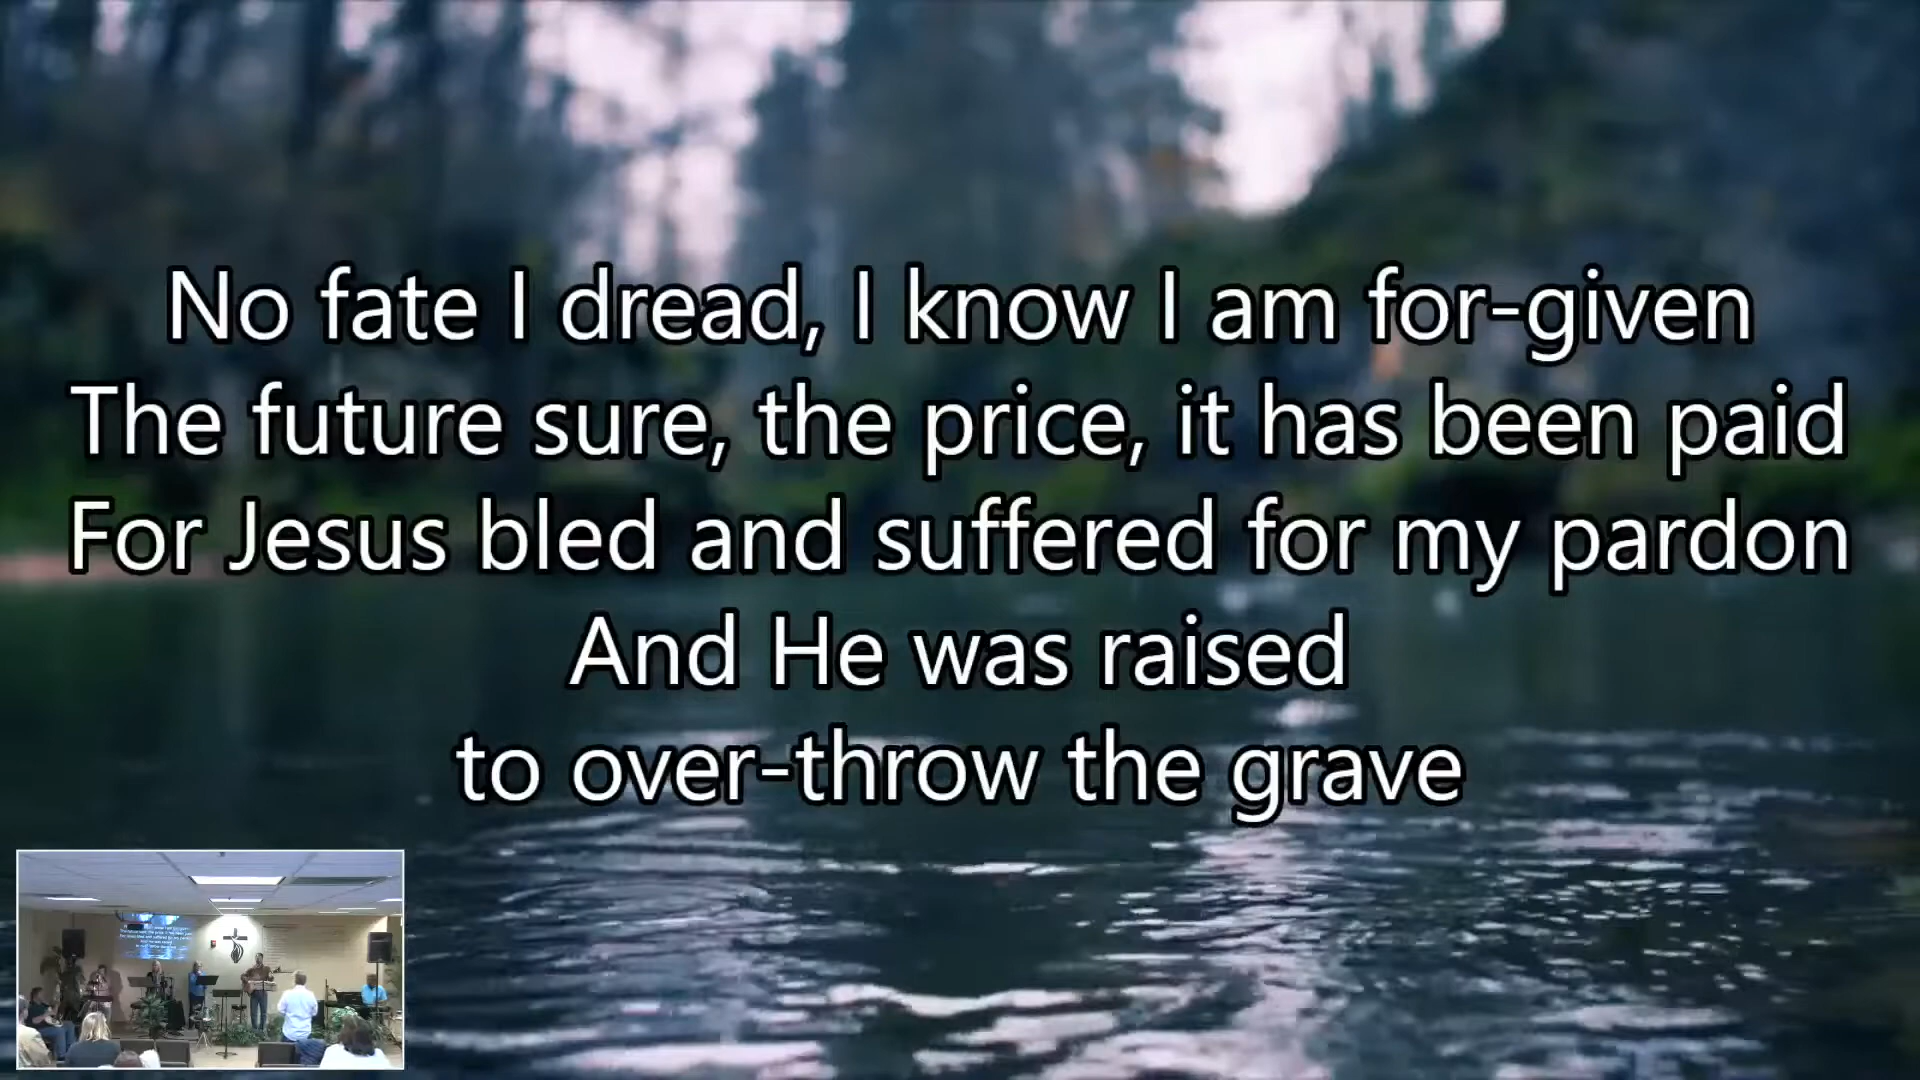 No fate I dread, I know I am for-given
The future sure, the price, it has been paid
For Jesus bled and suffered for my pardon
And He was raised
to over-throw the grave